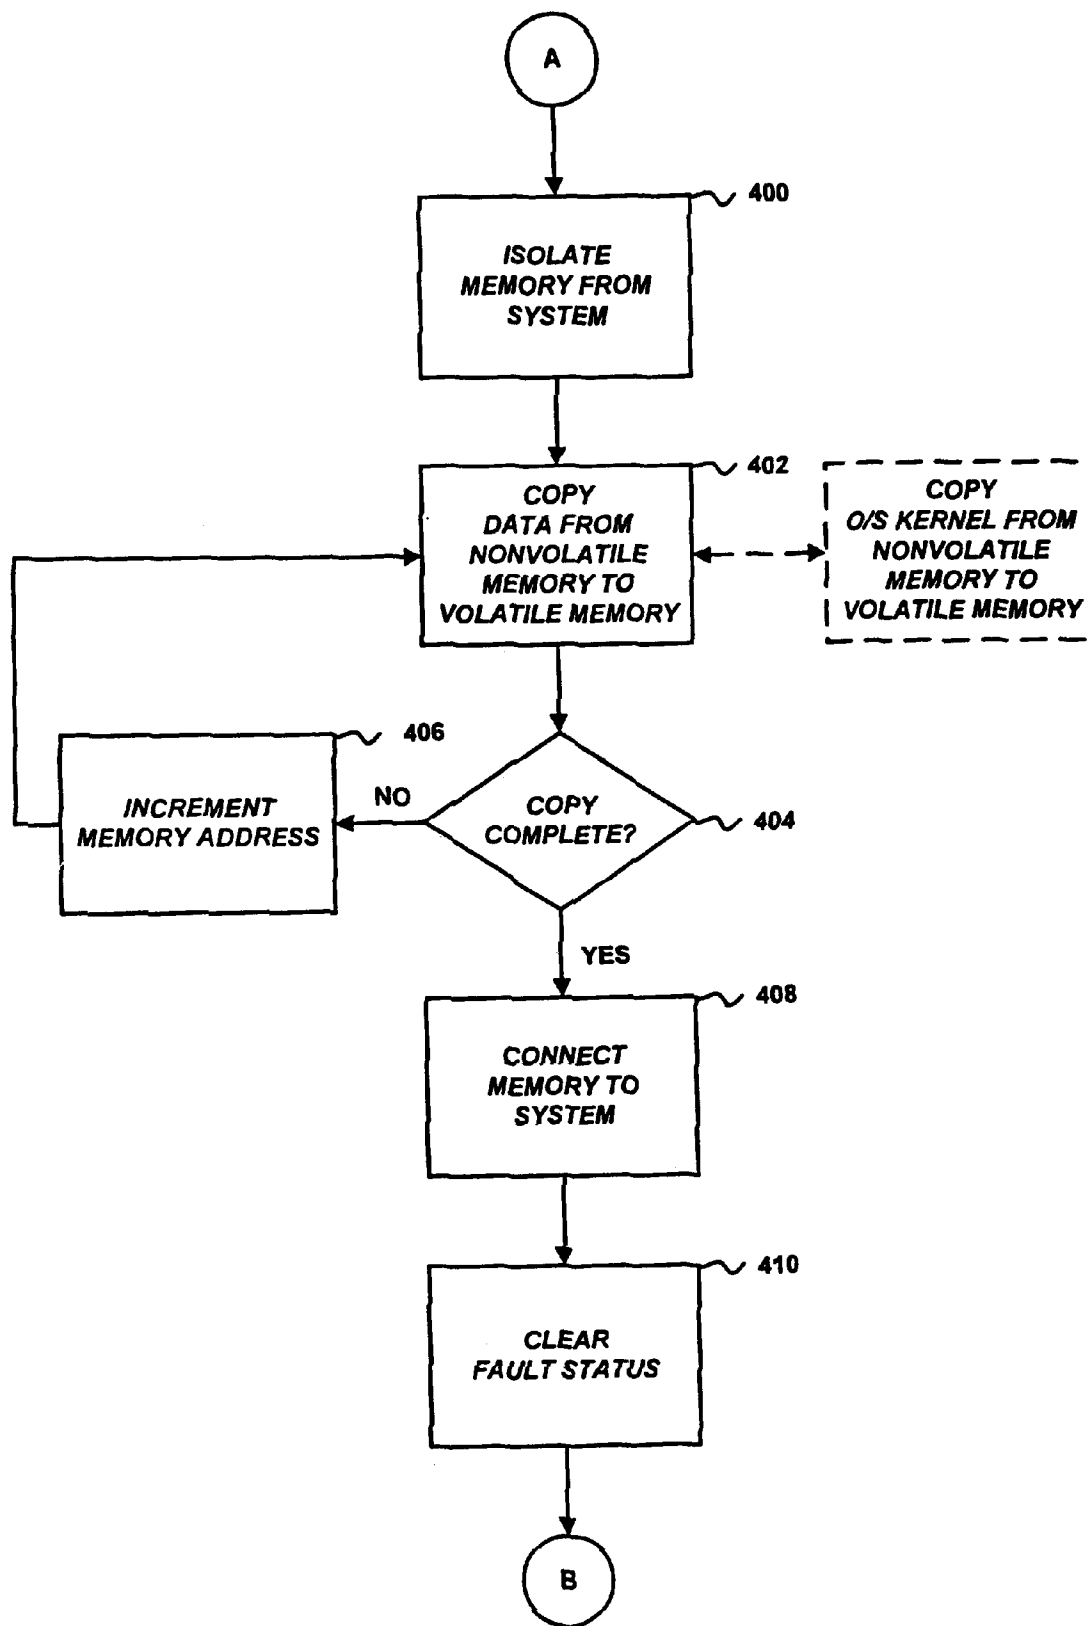 A
400
ISOLATE
MEMORY FROM
SYSTEM
402
COPY
DATA FROM
NONVOLATILE
MEMORY TO
VOLATILE MEMORY
COPY
O/S KERNEL FROM
NONVOLATILE
MEMORY TO
VOLATILE MEMORY
406
INCREMENT
MEMORY ADDRESS
NO
COPY
COMPLETE?
404
YES
408
CONNECT
MEMORY TO
SYSTEM
410
CLEAR
FAULT STATUS
B